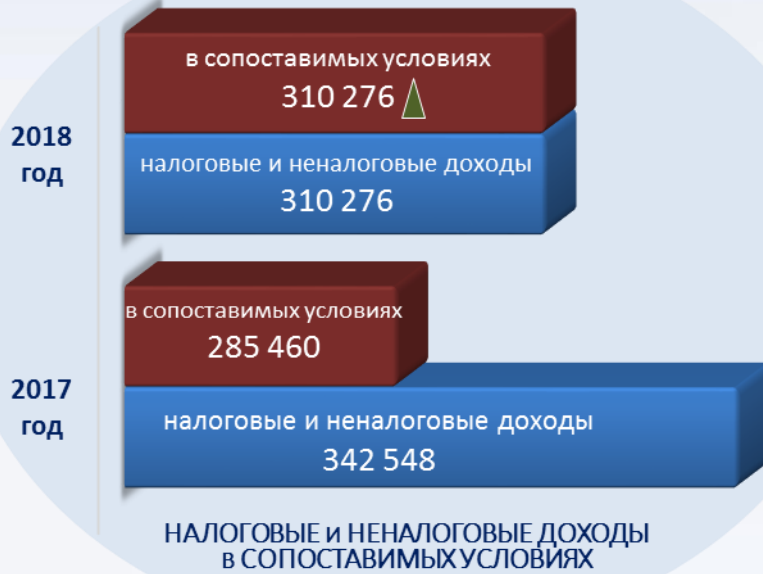 в сопоставимых условиях
310 276
2018
год
налоговые и неналоговые доходы
310 276
в сопоставимых условиях
285 460
2017
год
налоговые и неналоговые доходы
342 548
НАЛОГОВЫЕ и НЕНАЛОГОВЫЕ ДОХОДЫ
в СОПОСТАВИМЫХ УСЛОВИЯХ